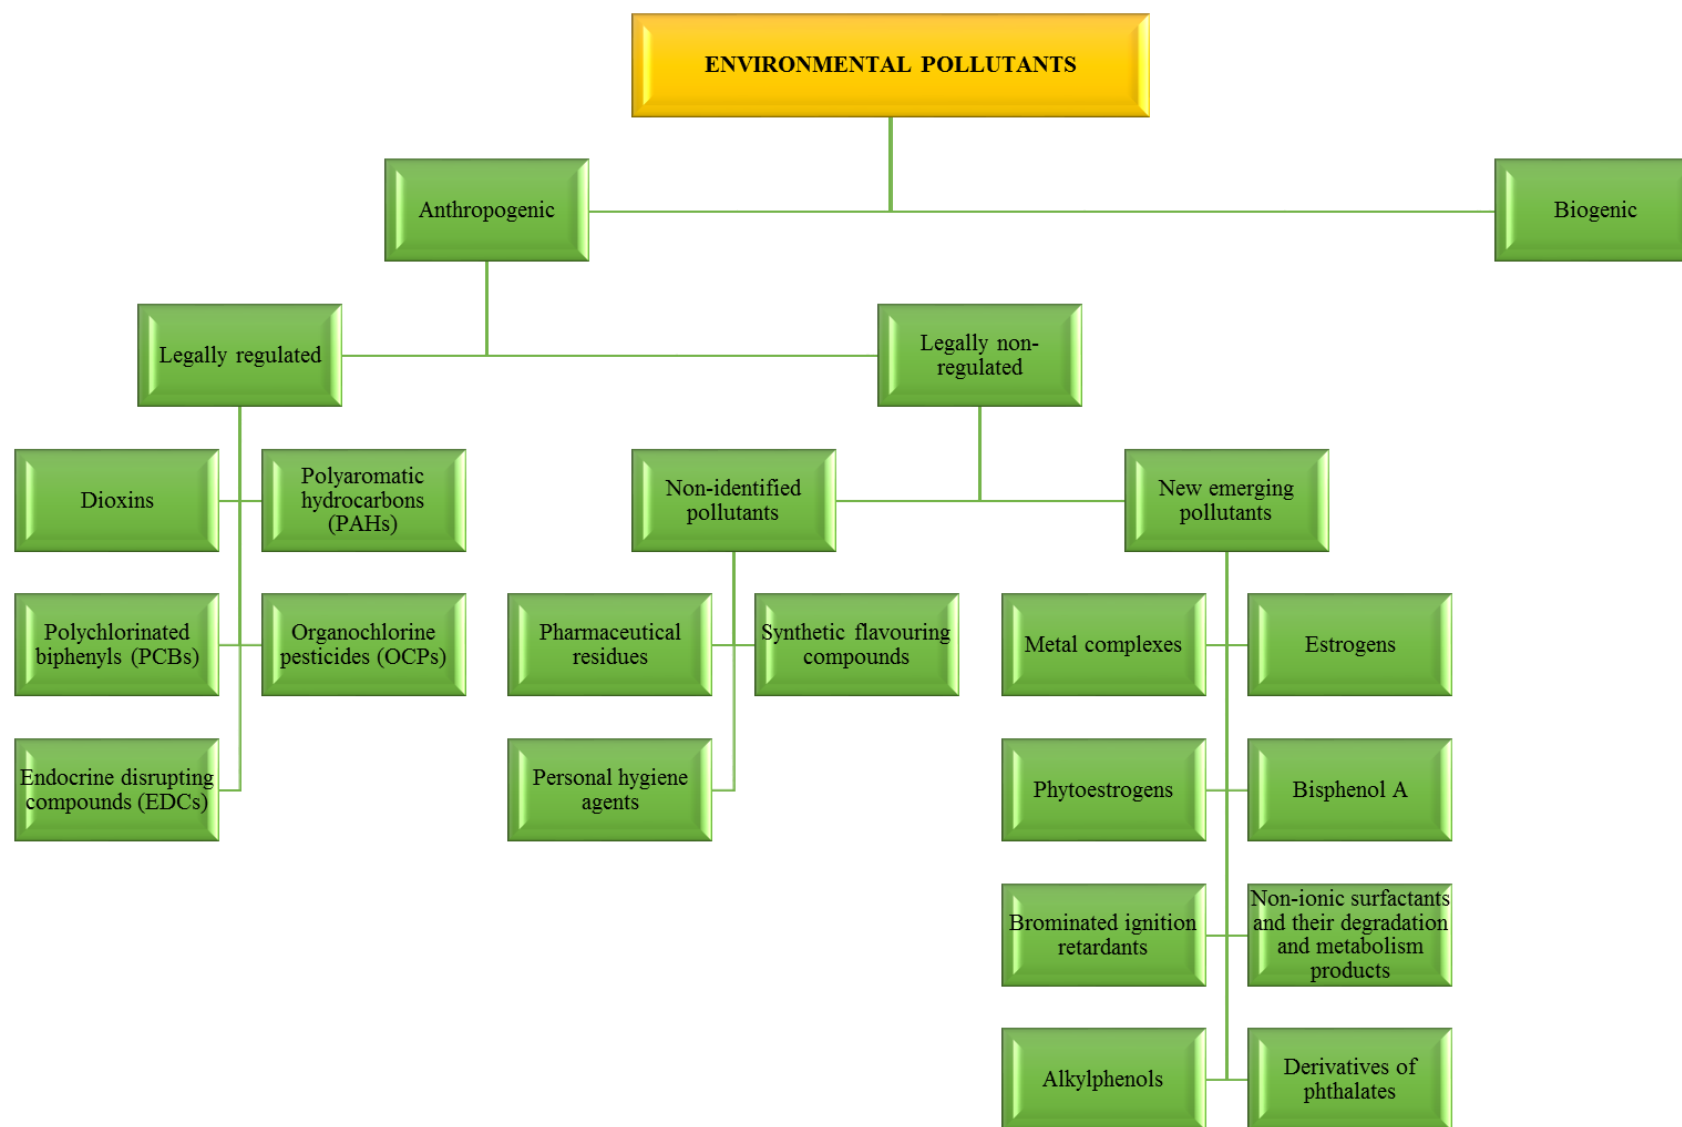 ENVIRONMENTAL POLLUTANTS
Anthropogenic
Biogenic
Legally regulated
Legally non-
regulated
Dioxins
Polyaromatic
hydrocarbons
(PAHs)
Non-identified
pollutants
New emerging
pollutants
Polychlorinated
biphenyls (PCBs)
Organochlorine
pesticides (OCPs)
Pharmaceutical
residues
Synthetic flavouring
compounds
Metal complexes
Estrogens
Endocrine disrupting
compounds (EDCs)
Personal hygiene
agents
Phytoestrogens
Bisphenol A
Brominated ignition
retardants
Non-ionic surfactants
and their degradation
and metabolism
products
Alkylphenols
Derivatives of
phthalates